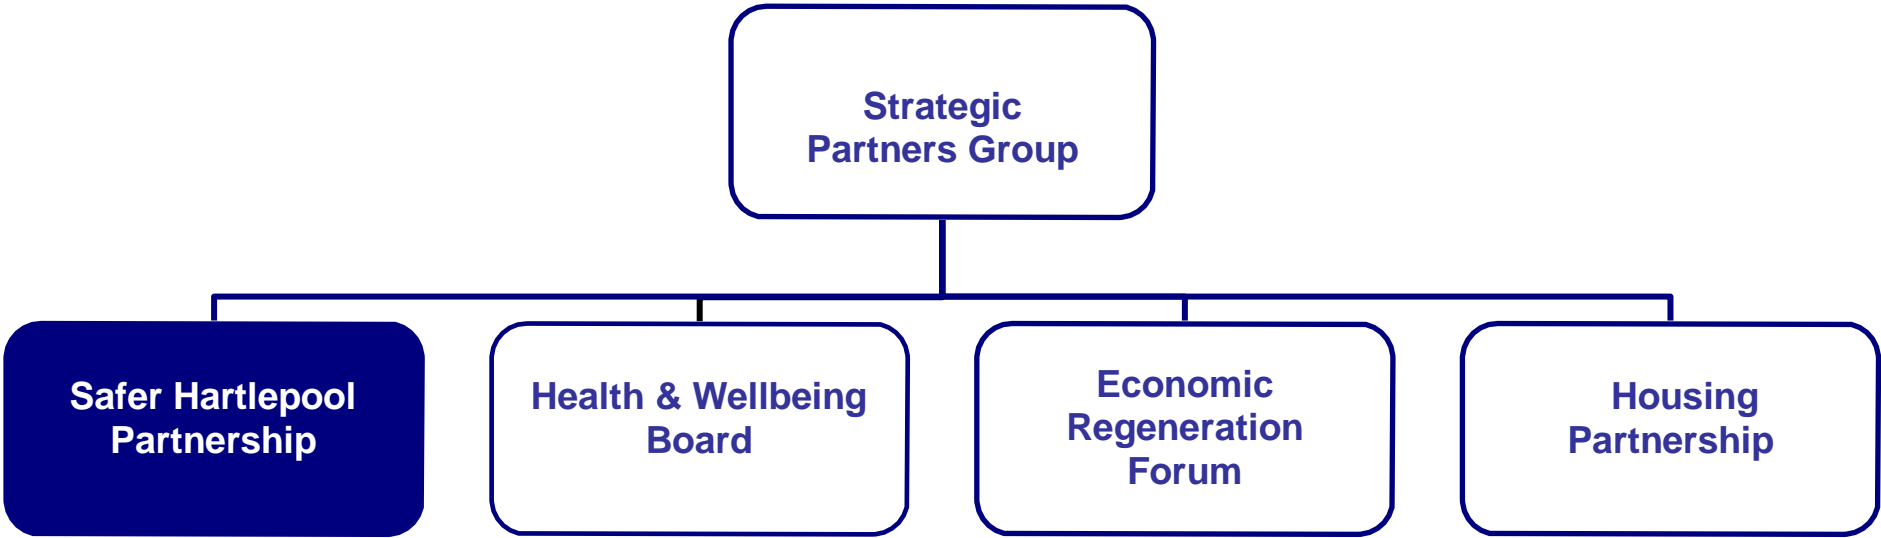 Strategic
Partners Group
Safer Hartlepool
Partnership
Health & Wellbeing
Board
Economic
Regeneration
Forum
Housing
Partnership